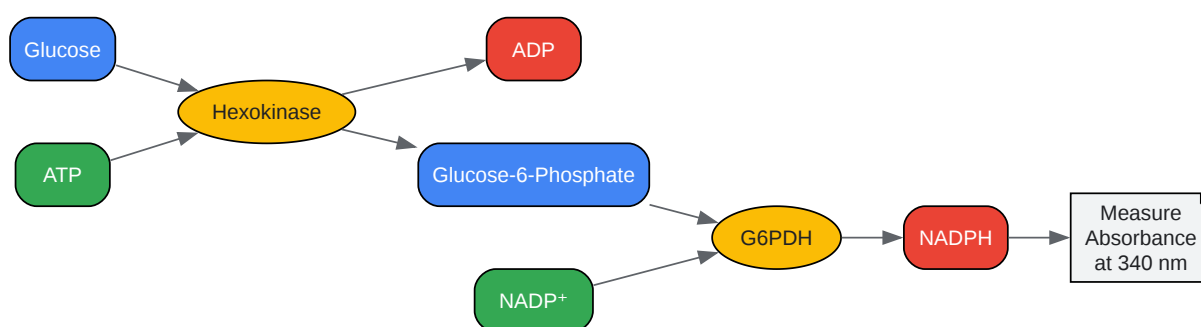 Glucose
ADP
Hexokinase
ATP
Glucose-6-Phosphate
G6PDH
NADPH
Measure
Absorbance
at 340 nm
NADP⁺